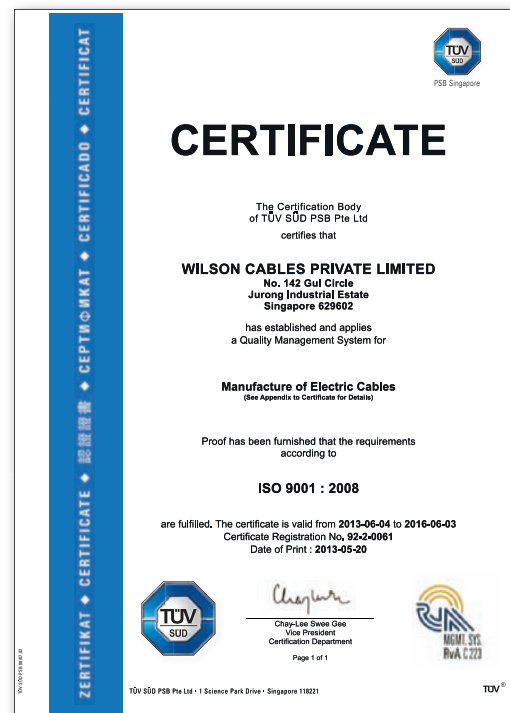 TÜV
SÜD
PSB Singapore
CERTIFICATE
The Certification Body
of TÜV SÜD PSB Pte Ltd
certifies that
WILSON CABLES PRIVATE LIMITED
No. 142 Gul Circle
Jurong Industrial Estate
Singapore 629602
has established and applies
a Quality Management System for
Manufacture of Electric Cables
(See Appendix to Certificate for Details)
Proof has been furnished that the requirements
according to
ISO 9001 : 2008
are fulfilled. The certificate is valid from 2013-06-04 to 2016-06-03
Certificate Registration No. 92-2-0061
Date of Print : 2013-05-20
TÜV
SÜD
Chay-Lee Swee Gee
Vice President
Certification Department
Page 1 of 1
RVA
MGMT. SYS.
RvA C 223
TÜV SÜD PSB Pte Ltd · 1 Science Park Drive · Singapore 118221
TÜV®
ZERTIFIKAT ◆ CERTIFICATE ◆ 認證證書 ◆ СЕРТИФИКАТ ◆ CERTIFICADO ◆ CERTIFICAT